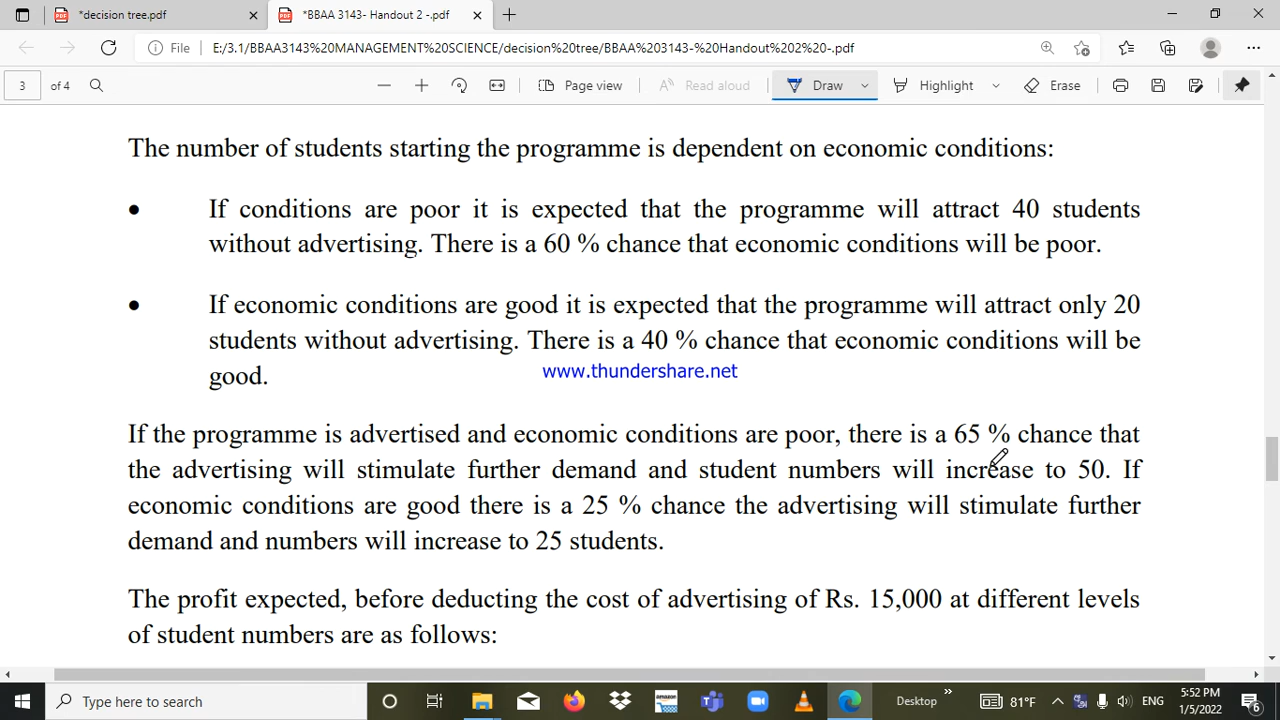 *decision tree.pdf
*BBAA 3143- Handout 2 -.pdf
File
E:/3.1/BBAA3143%20MANAGEMENT%20SCIENCE/decision%20tree/BBAA%203143-%20Handout%202%20-.pdf
3 of 4
Page view
Read aloud
Draw
Highlight
Erase
The number of students starting the programme is dependent on economic conditions:
• If conditions are poor it is expected that the programme will attract 40 students
without advertising. There is a 60 % chance that economic conditions will be poor.
• If economic conditions are good it is expected that the programme will attract only 20
students without advertising. There is a 40 % chance that economic conditions will be
good.
www.thundershare.net
If the programme is advertised and economic conditions are poor, there is a 65 % chance that
the advertising will stimulate further demand and student numbers will increase to 50. If
economic conditions are good there is a 25 % chance the advertising will stimulate further
demand and numbers will increase to 25 students.
The profit expected, before deducting the cost of advertising of Rs. 15,000 at different levels
of student numbers are as follows:
Type here to search
Desktop
81°F
ENG
5:52 PM
1/5/2022
6